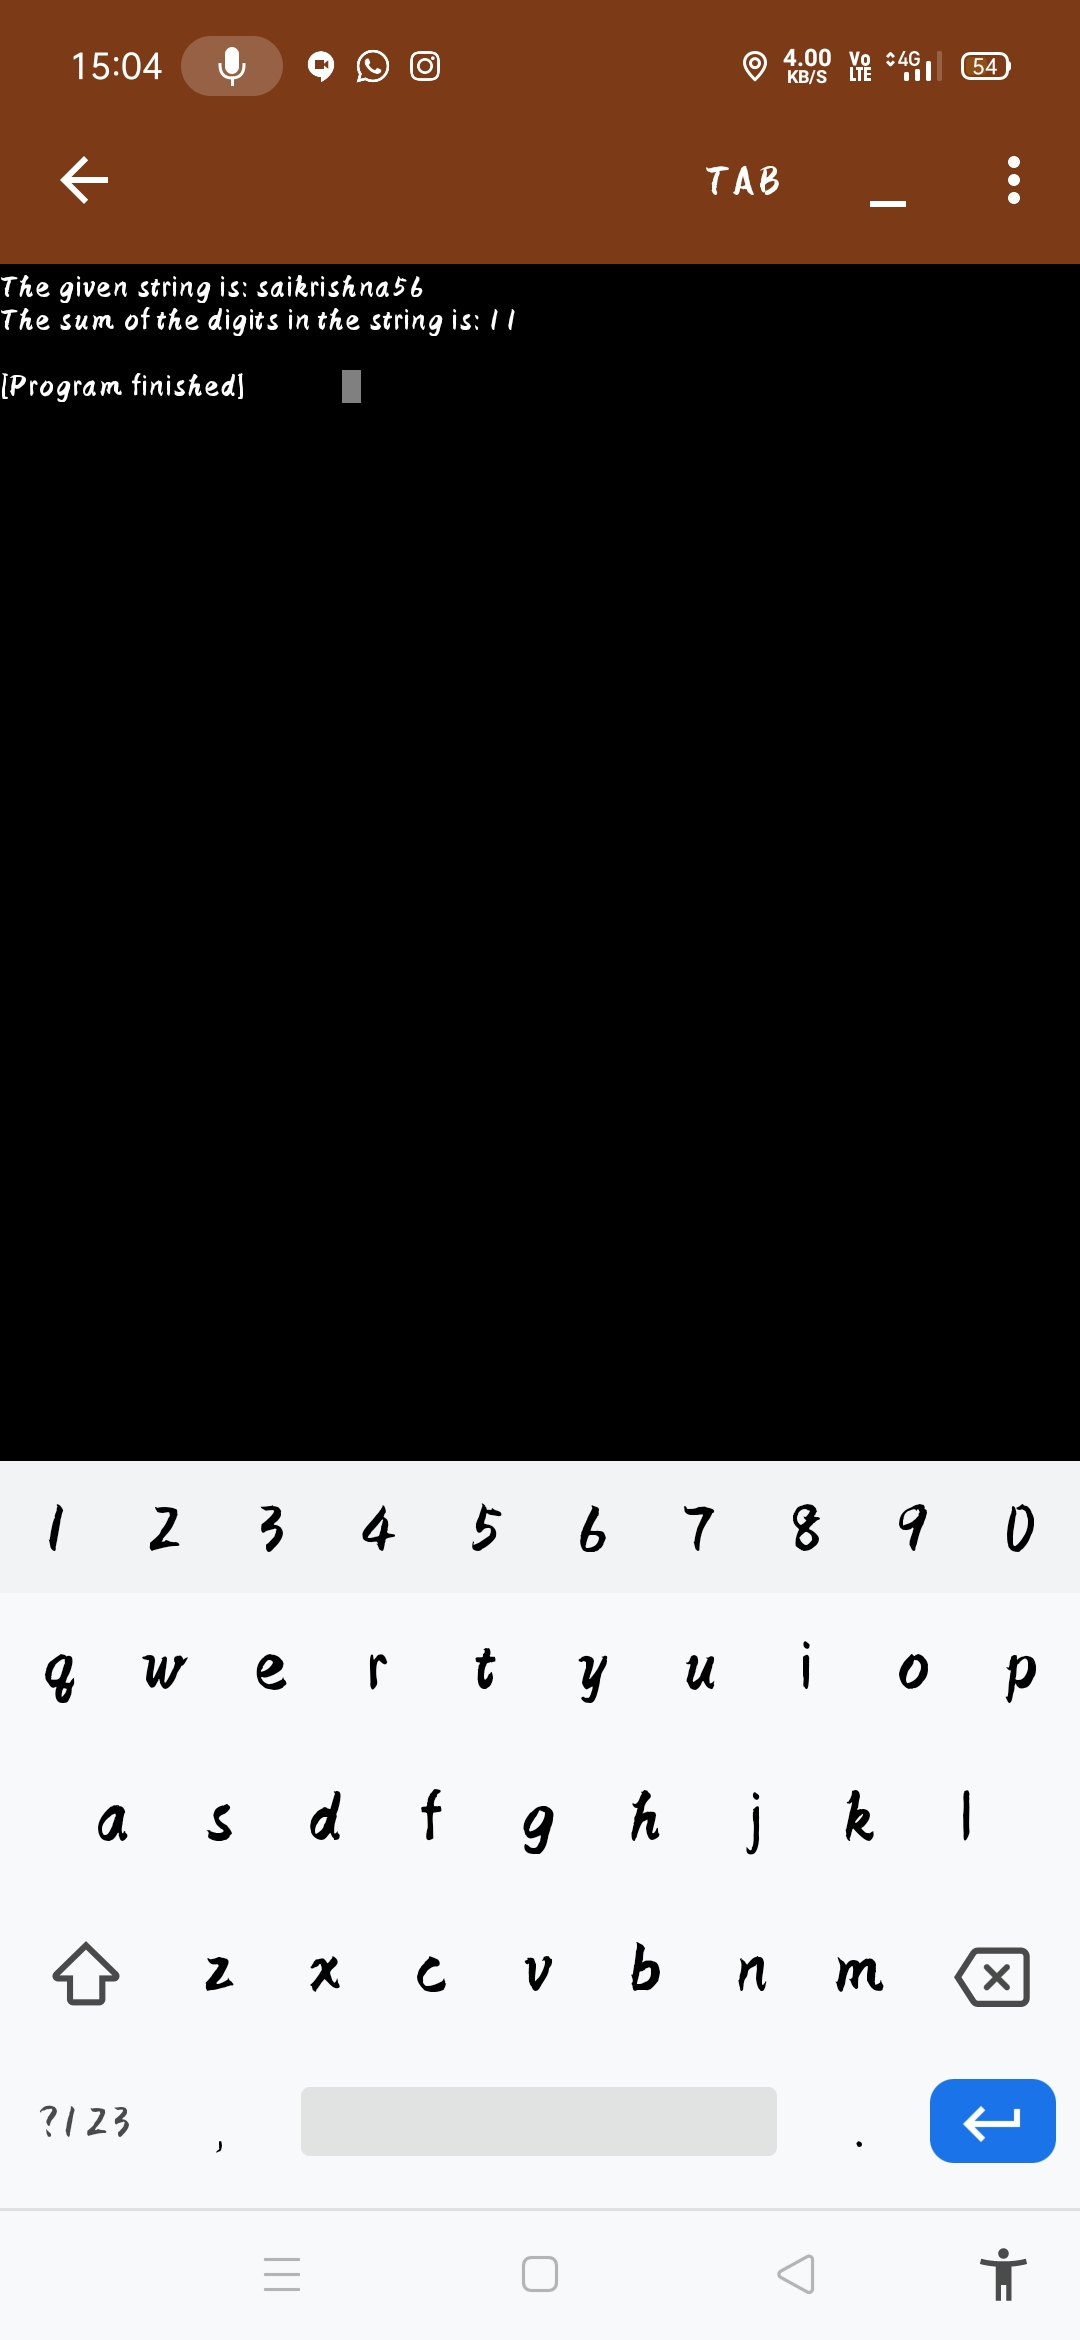 15:04 4.00 KB/S Vo LTE 4G 54
TAB
The given string is: saikrishna56
The sum of the digits in the string is: 11
[Program finished]
1 2 3 4 5 6 7 8 9 0
q w e r t y u i o p
a s d f g h j k l
z x c v b n m
?123 , .